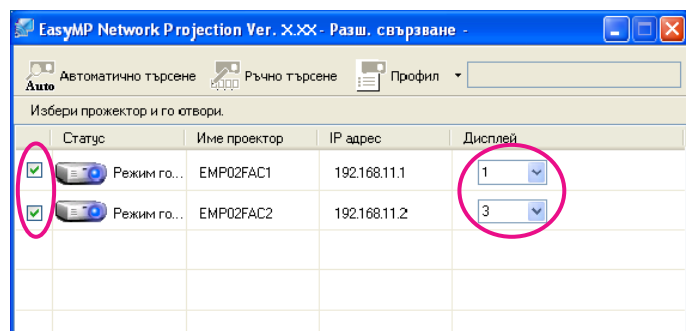 EasyMP Network Projection Ver. X.XX - Разш. свързване -
Auto Автоматично търсене Ръчно търсене Профил
Избери прожектор и го отвори.
Статус Име проектор IP адрес Дисплей
Режим го... EMP02FAC1 192.168.11.1 1
Режим го... EMP02FAC2 192.168.11.2 3